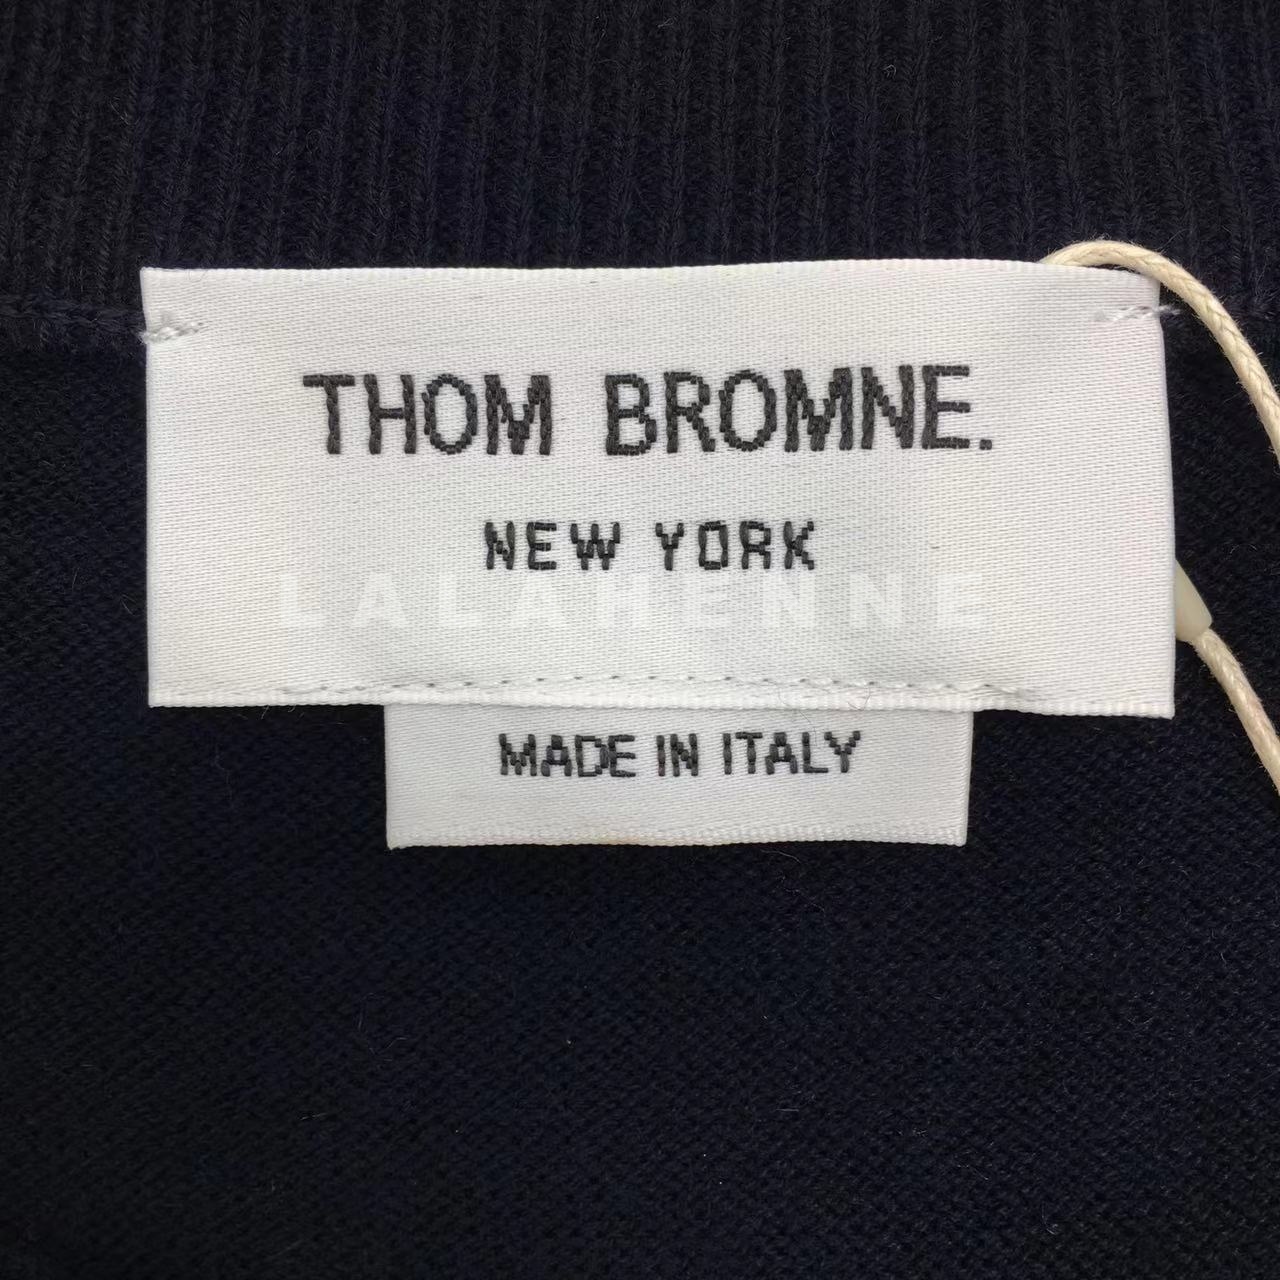 THOM BROMNE.
NEW YORK
LALAHENNE
MADE IN ITALY